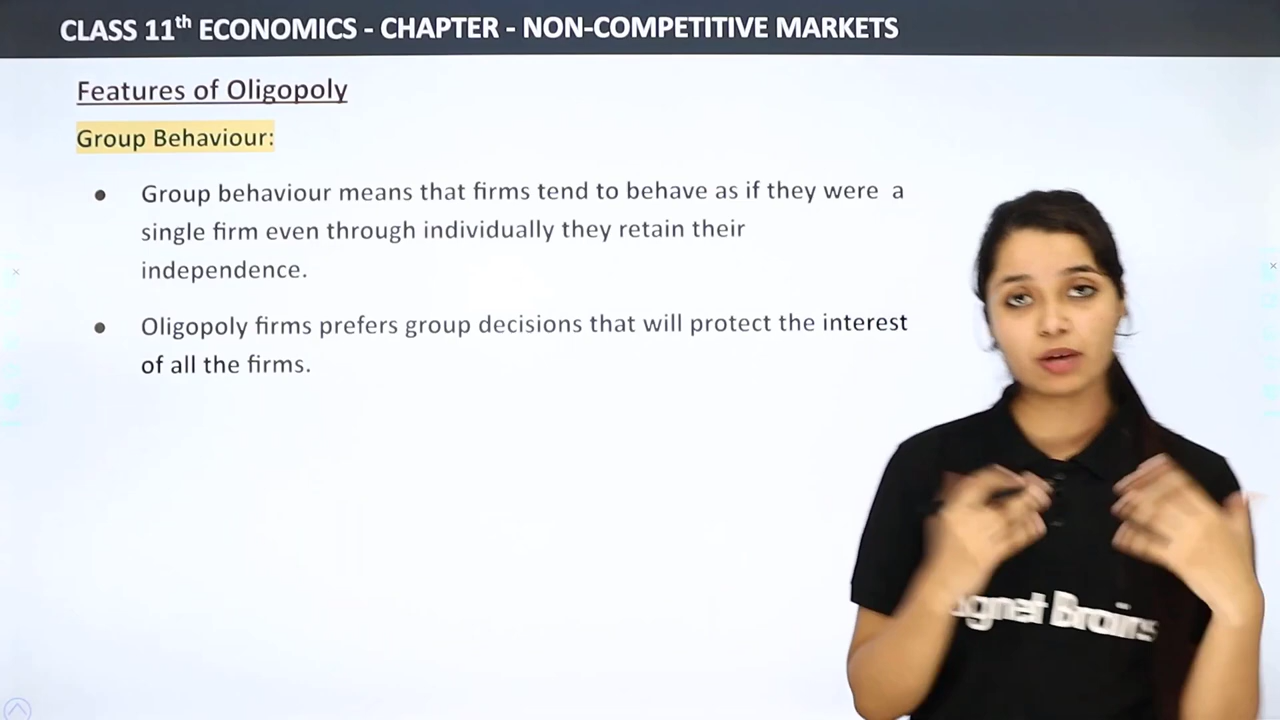 CLASS 11th ECONOMICS - CHAPTER - NON-COMPETITIVE MARKETS
Features of Oligopoly
Group Behaviour:
● Group behaviour means that firms tend to behave as if they were a
single firm even through individually they retain their
independence.
● Oligopoly firms prefers group decisions that will protect the interest
of all the firms.